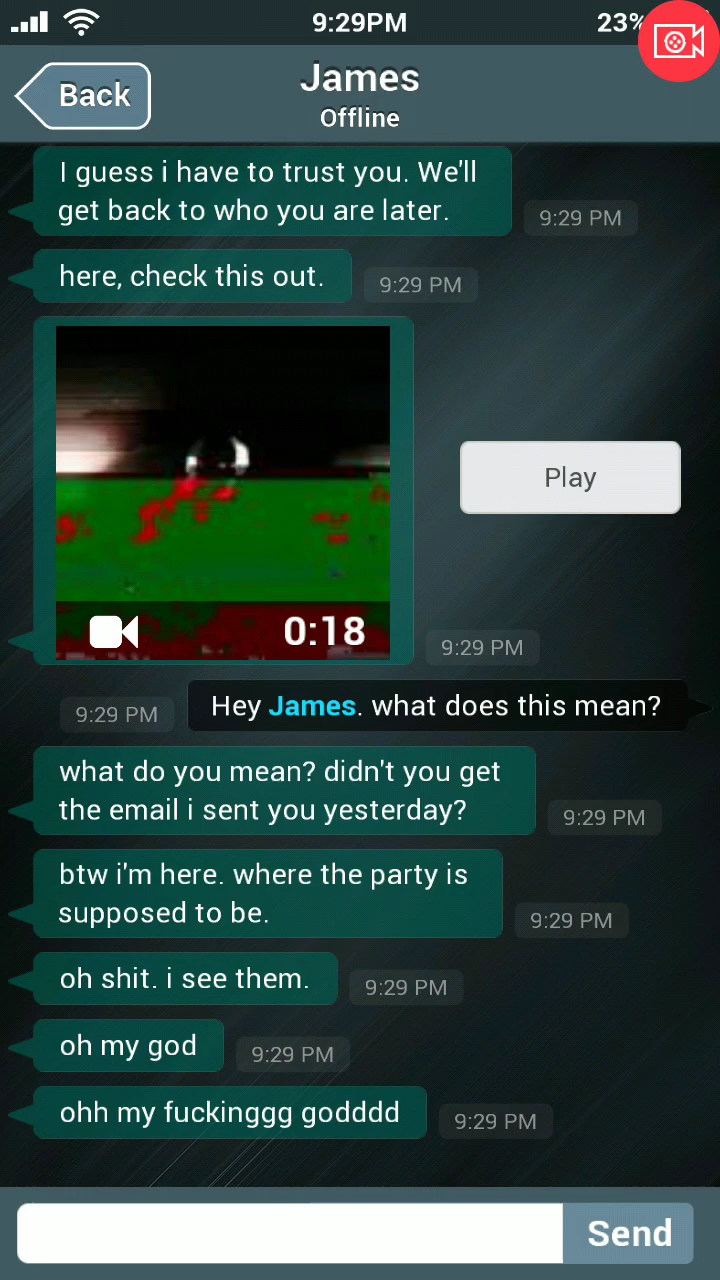 9:29PM
23%
Back
James
Offline
I guess i have to trust you. We'll
get back to who you are later.
9:29 PM
here, check this out.
9:29 PM
Play
0:18
9:29 PM
9:29 PM
Hey James. what does this mean?
what do you mean? didn't you get
the email i sent you yesterday?
9:29 PM
btw i'm here. where the party is
supposed to be.
9:29 PM
oh shit. i see them.
9:29 PM
oh my god
9:29 PM
ohh my fuckinggg godddd
9:29 PM
Send